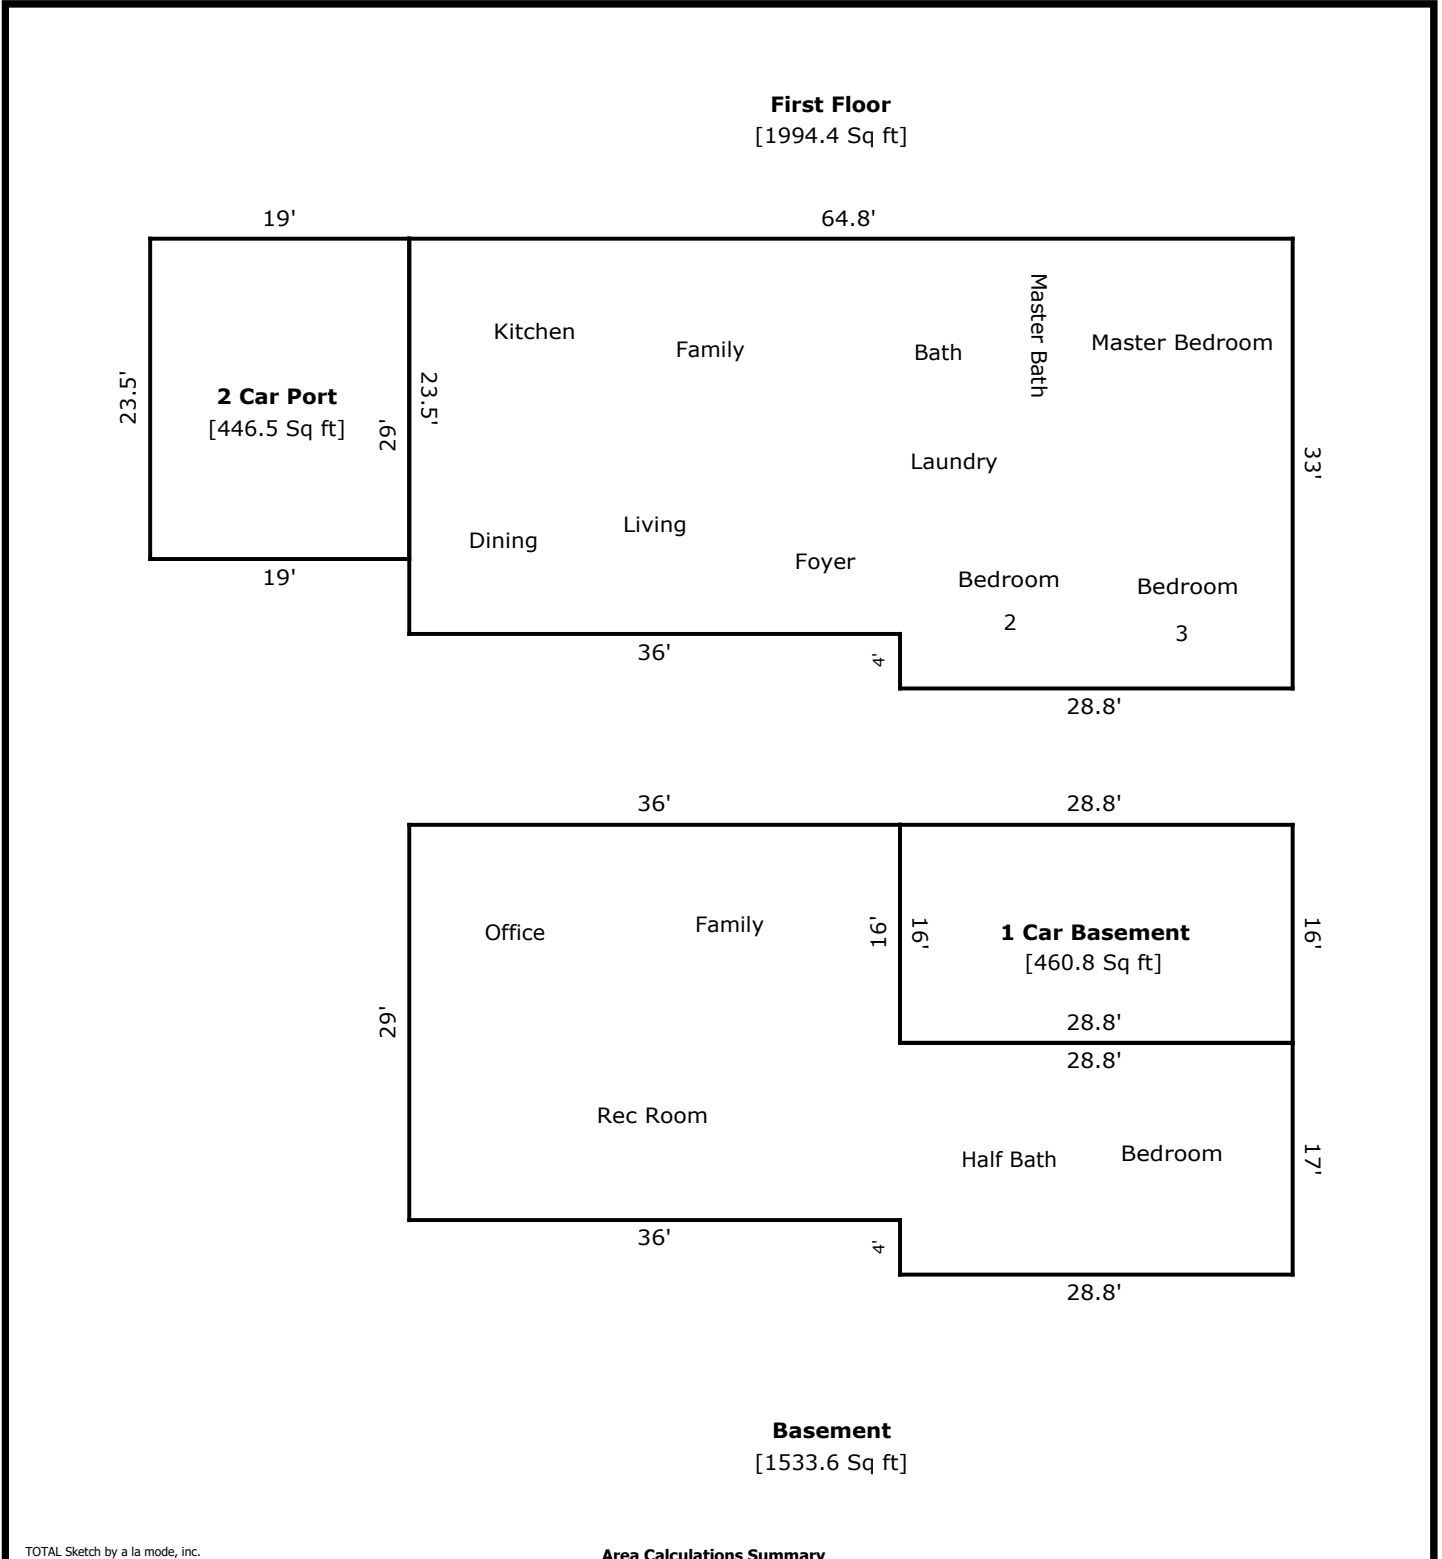 First Floor
[1994.4 Sq ft]
19'
64.8'
Kitchen
Family
Bath
Master Bath
Master Bedroom
23.5'
2 Car Port
[446.5 Sq ft]
29'
23.5'
Laundry
33'
Dining
Living
Foyer
19'
Bedroom
2
Bedroom
3
36'
4'
28.8'
36'
28.8'
Office
Family
16'
16'
1 Car Basement
[460.8 Sq ft]
16'
29'
28.8'
28.8'
Rec Room
Half Bath
Bedroom
17'
36'
4'
28.8'
Basement
[1533.6 Sq ft]
TOTAL Sketch by a la mode, inc.
Area Calculations Summary